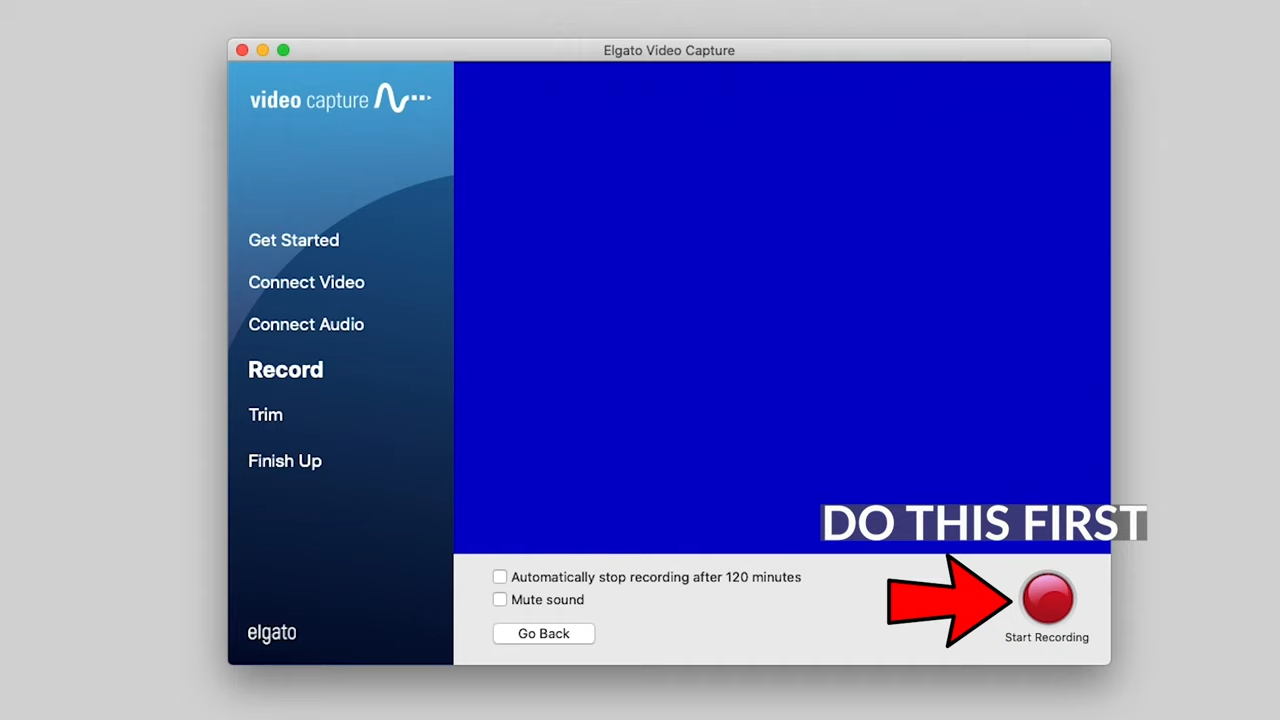 Elgato Video Capture
video capture
Get Started
Connect Video
Connect Audio
Record
Trim
Finish Up
elgato
DO THIS FIRST
Automatically stop recording after 120 minutes
Mute sound
Go Back
Start Recording